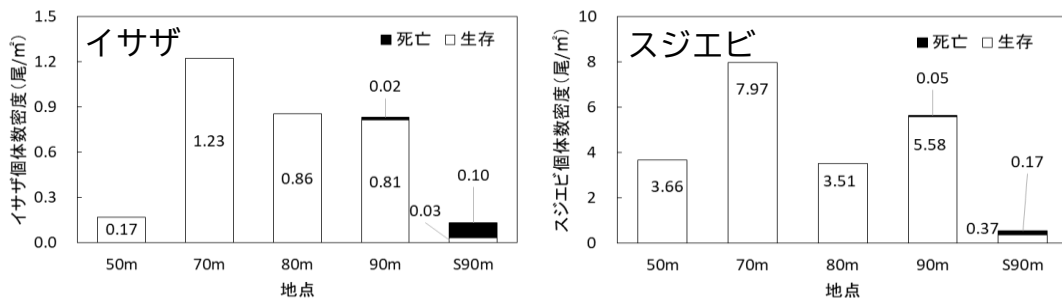 イサザ
■死亡 □生存
イサザ個体数密度(尾/㎡)
1.5
1.2
0.9
0.6
0.3
0.0
0.17
1.23
0.86
0.02
0.81
0.10
0.03
50m 70m 80m 90m S90m
地点
スジエビ
■死亡 □生存
スジエビ個体数密度(尾/㎡)
10
8
6
4
2
0
3.66
7.97
3.51
0.05
5.58
0.17
0.37
50m 70m 80m 90m S90m
地点